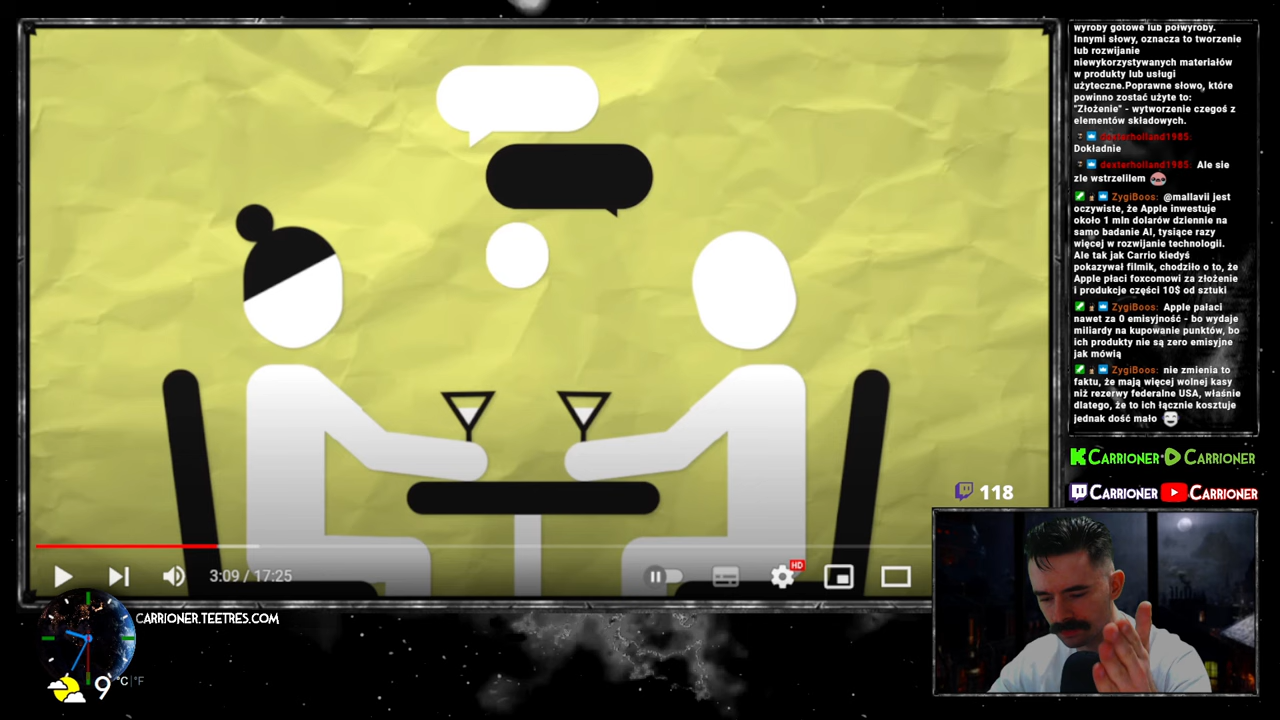 wyroby gotowe lub półwyroby.
Innymi słowy, oznacza to tworzenie
lub rozwijanie
niewykorzystywanych materiałów
w produkty lub usługi
użyteczne.Poprawne słowo, które
powinno zostać użyte to:
"Złożenie" - wytworzenie czegoś z
elementów składowych.
dexterholland1985:
Dokładnie
dexterholland1985: Ale sie
zle wstrzelilem
ZygiBoos: @mallavii jest
oczywiste, że Apple inwestuje
około 1 mln dolarów dziennie na
samo badanie AI, tysiące razy
więcej w rozwijanie technologii.
Ale tak jak Carrio kiedyś
pokazywał filmik, chodziło o to, że
Apple płaci foxcomowi za złożenie
i produkcje części 10$ od sztuki
ZygiBoos: Apple pałaci
nawet za 0 emisyjność - bo wydaje
miliardy na kupowanie punktów, bo
ich produkty nie są zero emisyjne
jak mówią
ZygiBoos: nie zmienia to
faktu, że mają więcej wolnej kasy
niż rezerwy federalne USA, właśnie
dlatego, że to ich łącznie kosztuje
jednak dość mało
CARRIONER CARRIONER
CARRIONER CARRIONER
118
3:09 / 17:25
HD
CARRIONER.TEETRES.COM
9 °C|°F